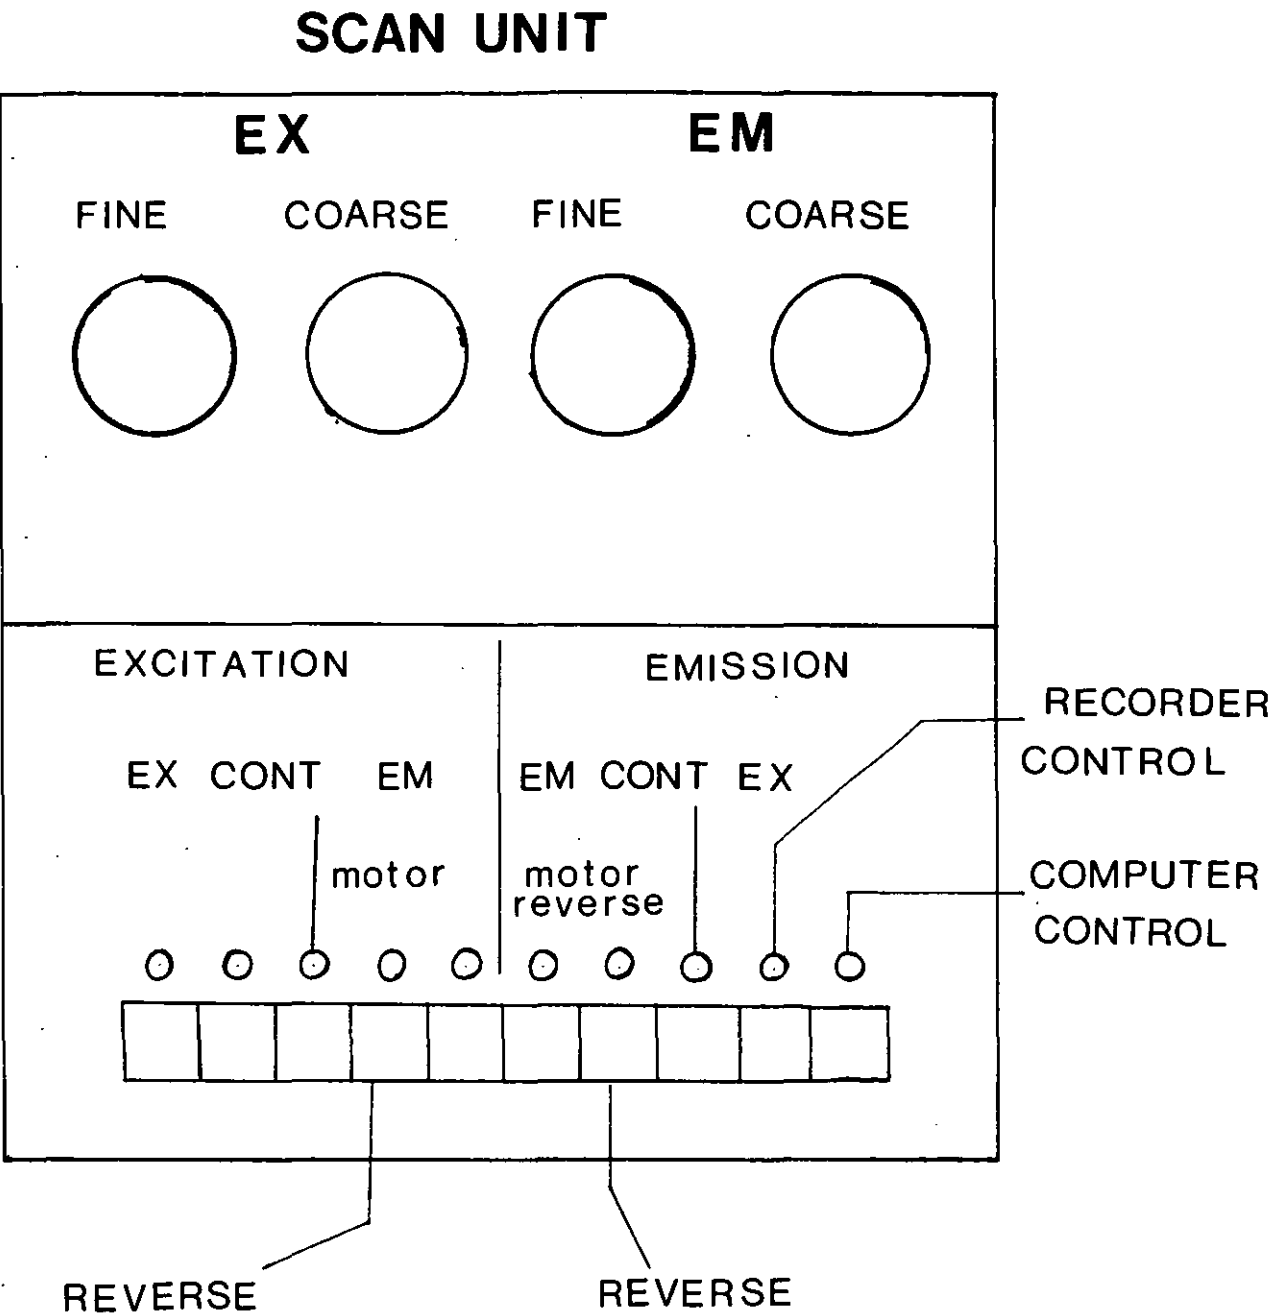 SCAN UNIT
EX EM
FINE COARSE FINE COARSE
EXCITATION EMISSION
RECORDER
CONTROL
EX CONT EM EM CONT EX
motor motor
reverse
COMPUTER
CONTROL
REVERSE REVERSE